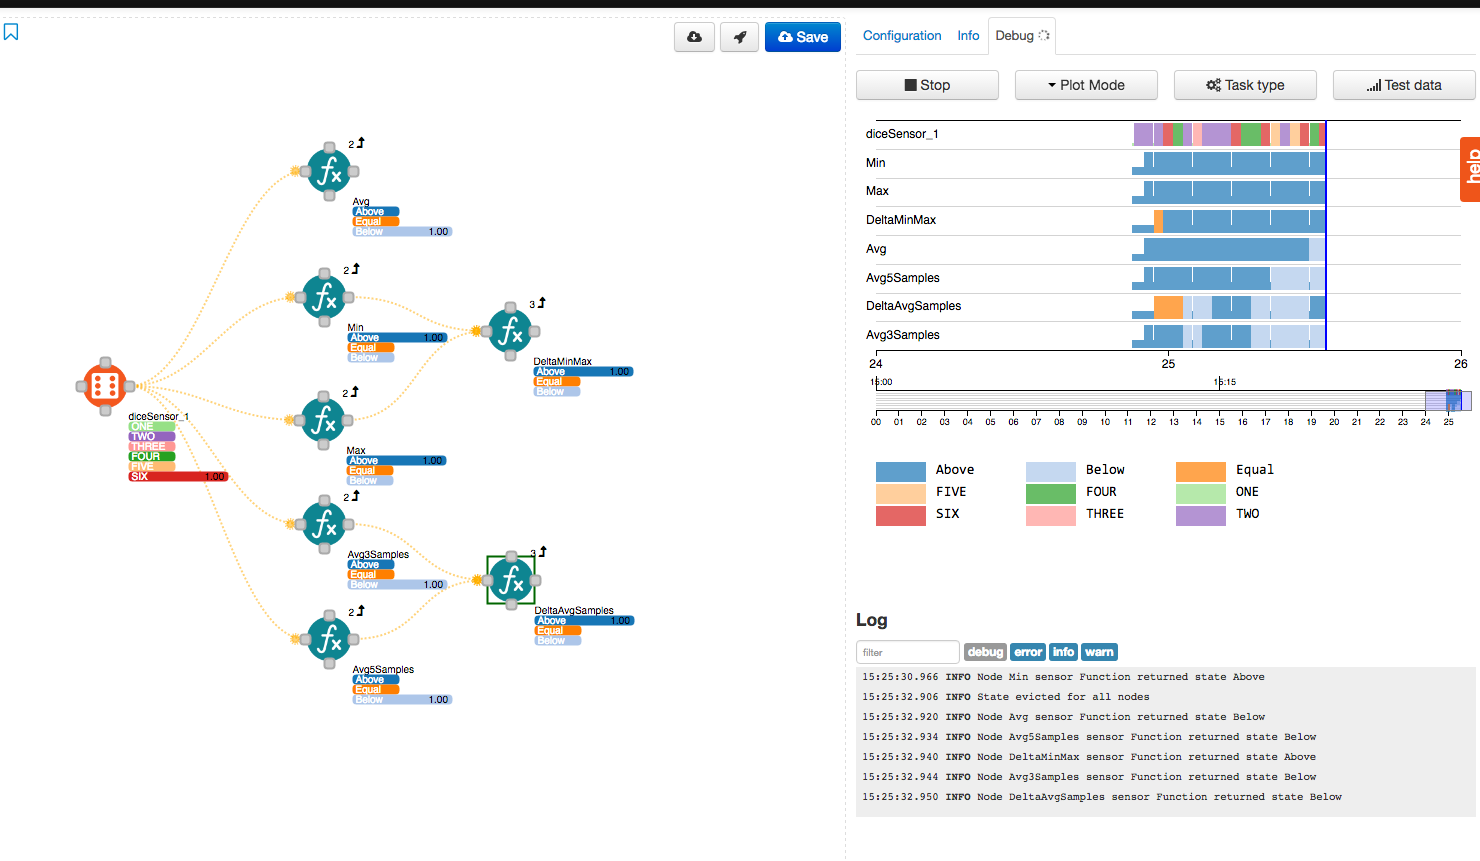 Save
Configuration Info Debug
Stop Plot Mode Task type Test data
help
2
Avg
Above
Equal
Below 1.00
2
Min
Above 1.00
Equal
Below
3
DeltaMinMax
Above 1.00
Equal
Below
diceSensor_1
ONE
TWO
THREE
FOUR
FIVE
SIX 1.00
2
Max
Above 1.00
Equal
Below
2
Avg3Samples
Above
Equal
Below 1.00
3
DeltaAvgSamples
Above 1.00
Equal
Below
2
Avg5Samples
Above
Equal
Below 1.00
diceSensor_1
Min
Max
DeltaMinMax
Avg
Avg5Samples
DeltaAvgSamples
Avg3Samples
24 25 26
15:00 15:15
00 01 02 03 04 05 06 07 08 09 10 11 12 13 14 15 16 17 18 19 20 21 22 23 24 25
Above Below Equal
FIVE FOUR ONE
SIX THREE TWO
Log
filter debug error info warn
15:25:30.966 INFO Node Min sensor Function returned state Above
15:25:32.906 INFO State evicted for all nodes
15:25:32.920 INFO Node Avg sensor Function returned state Below
15:25:32.934 INFO Node Avg5Samples sensor Function returned state Below
15:25:32.940 INFO Node DeltaMinMax sensor Function returned state Above
15:25:32.944 INFO Node Avg3Samples sensor Function returned state Below
15:25:32.950 INFO Node DeltaAvgSamples sensor Function returned state Below